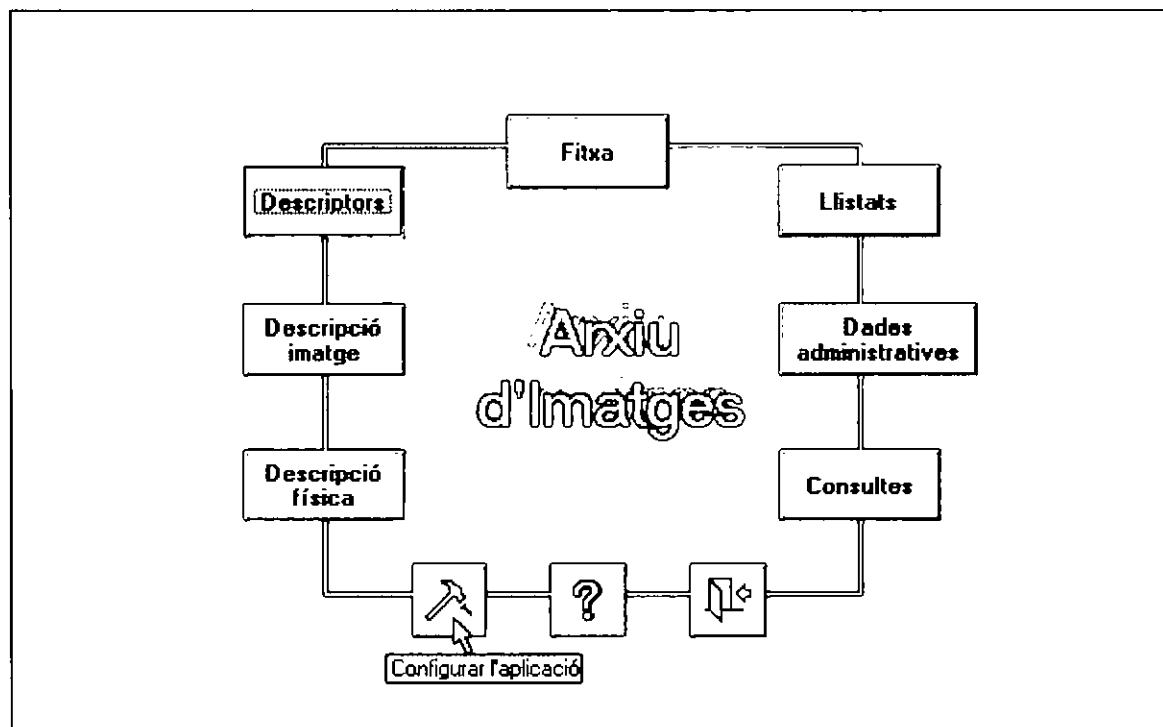 Fitxa
Descriptors
Llistats
Descripció
imatge
Arxiu
d'Imatges
Dades
administratives
Descripció
física
Consultes
?
Configurar l'aplicació